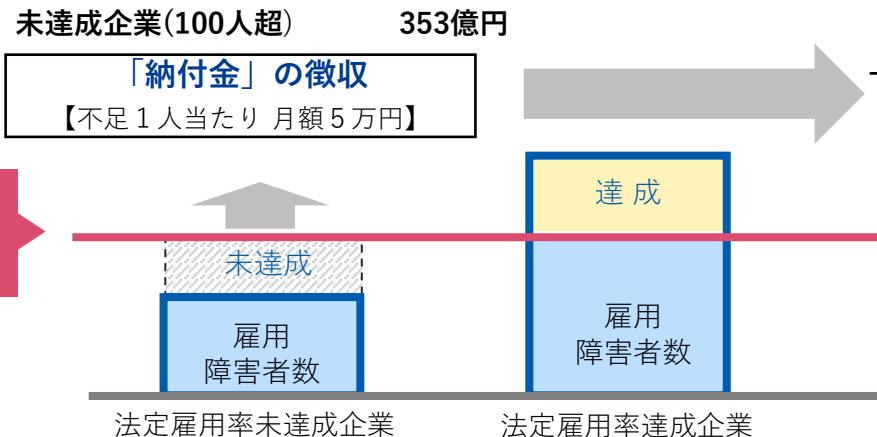 未達成企業(100人超) 353億円
「納付金」の徴収
【不足１人当たり 月額５万円】
達 成
未達成
雇用
障害者数
雇用
障害者数
法定雇用率未達成企業 法定雇用率達成企業